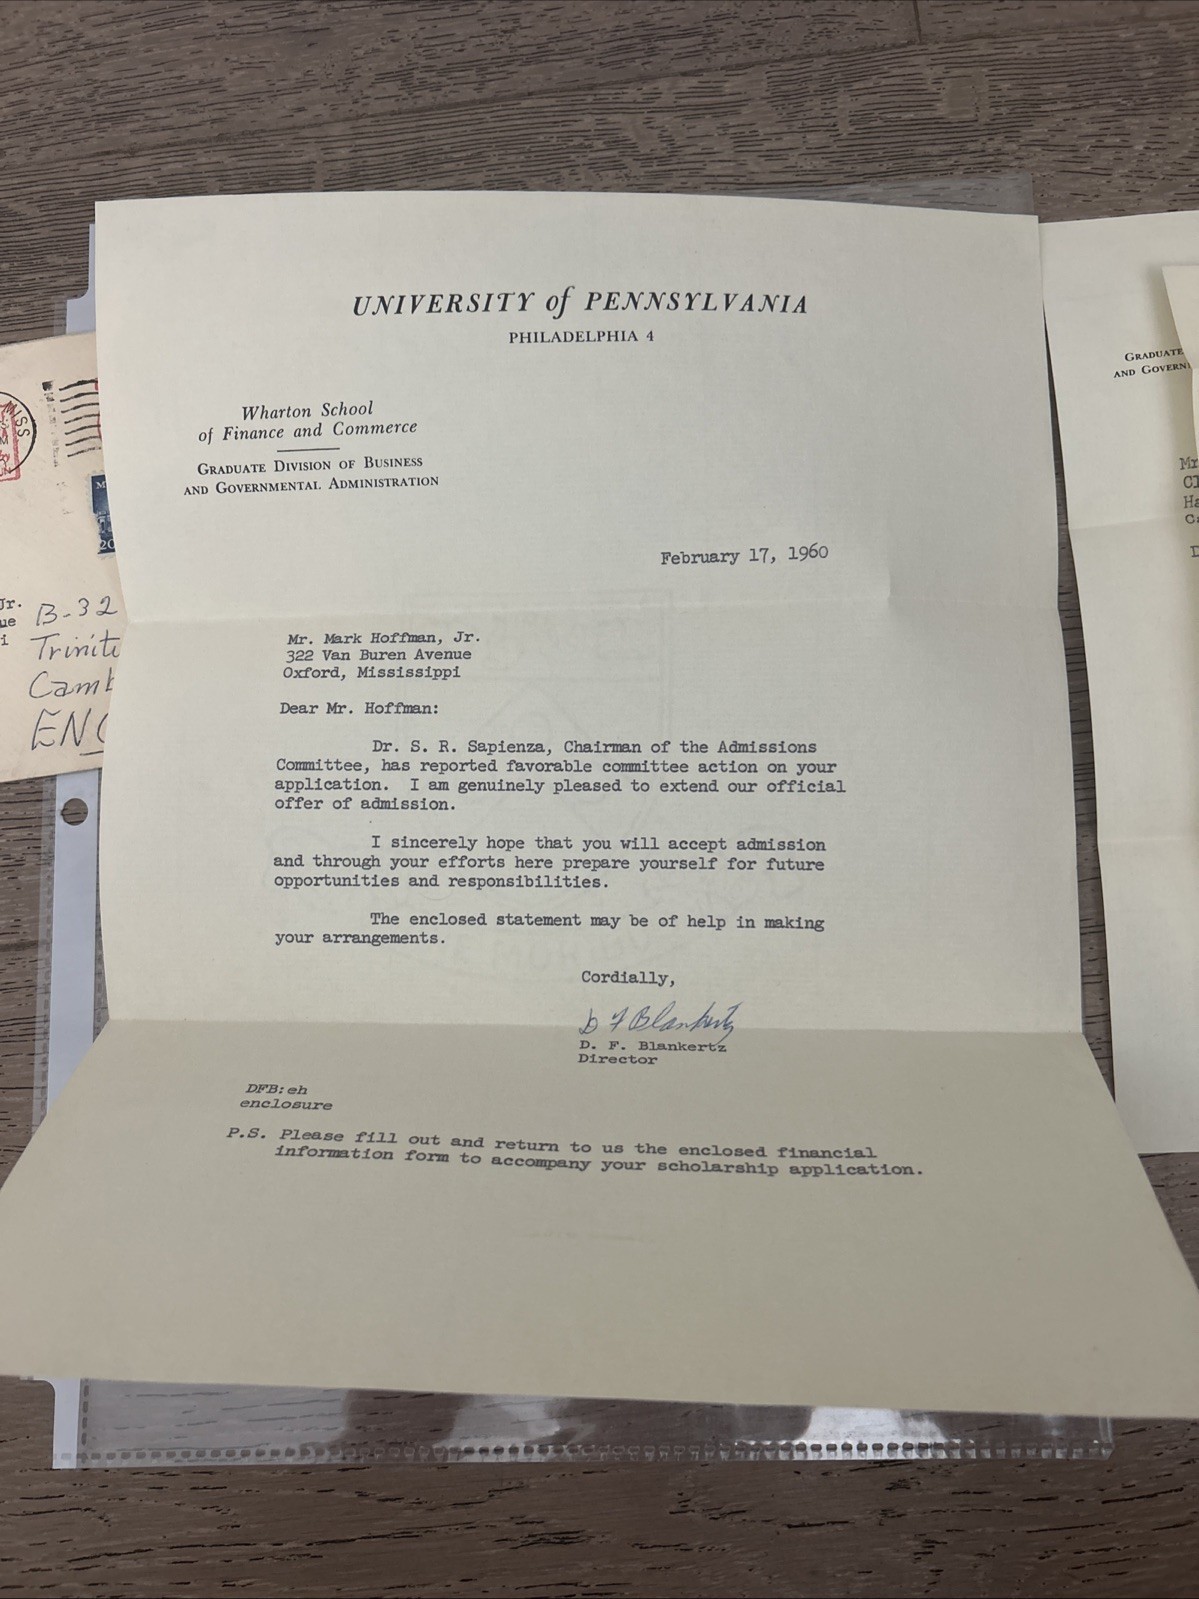 UNIVERSITY of PENNSYLVANIA
PHILADELPHIA 4
Wharton School
of Finance and Commerce
GRADUATE DIVISION OF BUSINESS
AND GOVERNMENTAL ADMINISTRATION
February 17, 1960
Mr. Mark Hoffman, Jr.
322 Van Buren Avenue
Oxford, Mississippi
Dear Mr. Hoffman:
Dr. S. R. Sapienza, Chairman of the Admissions
Committee, has reported favorable committee action on your
application. I am genuinely pleased to extend our official
offer of admission.
I sincerely hope that you will accept admission
and through your efforts here prepare yourself for future
opportunities and responsibilities.
The enclosed statement may be of help in making
your arrangements.
Cordially,
D F Blankertz
D. F. Blankertz
Director
DFB:eh
enclosure
P.S. Please fill out and return to us the enclosed financial
information form to accompany your scholarship application.
MISS
Jr.
B-32
GRADUATE
AND
Mr